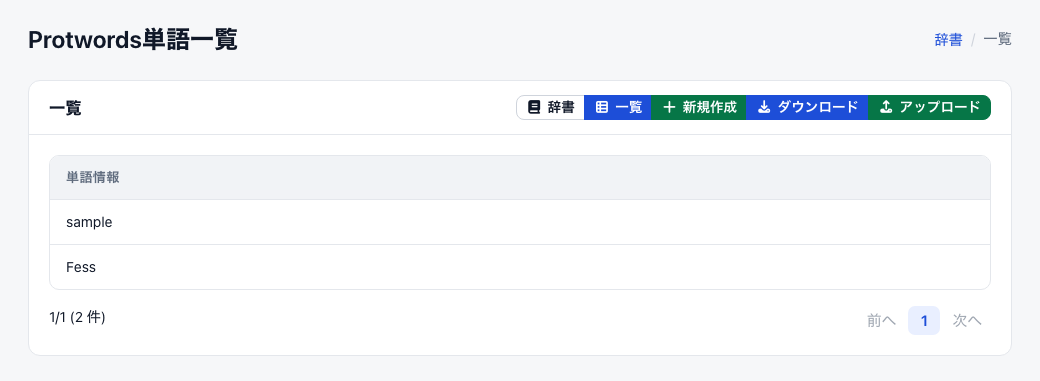 Protwords単語一覧
辞書 / 一覧
一覧
辞書 一覧 新規作成 ダウンロード アップロード
単語情報
sample
Fess
1/1 (2 件)
前へ 1 次へ